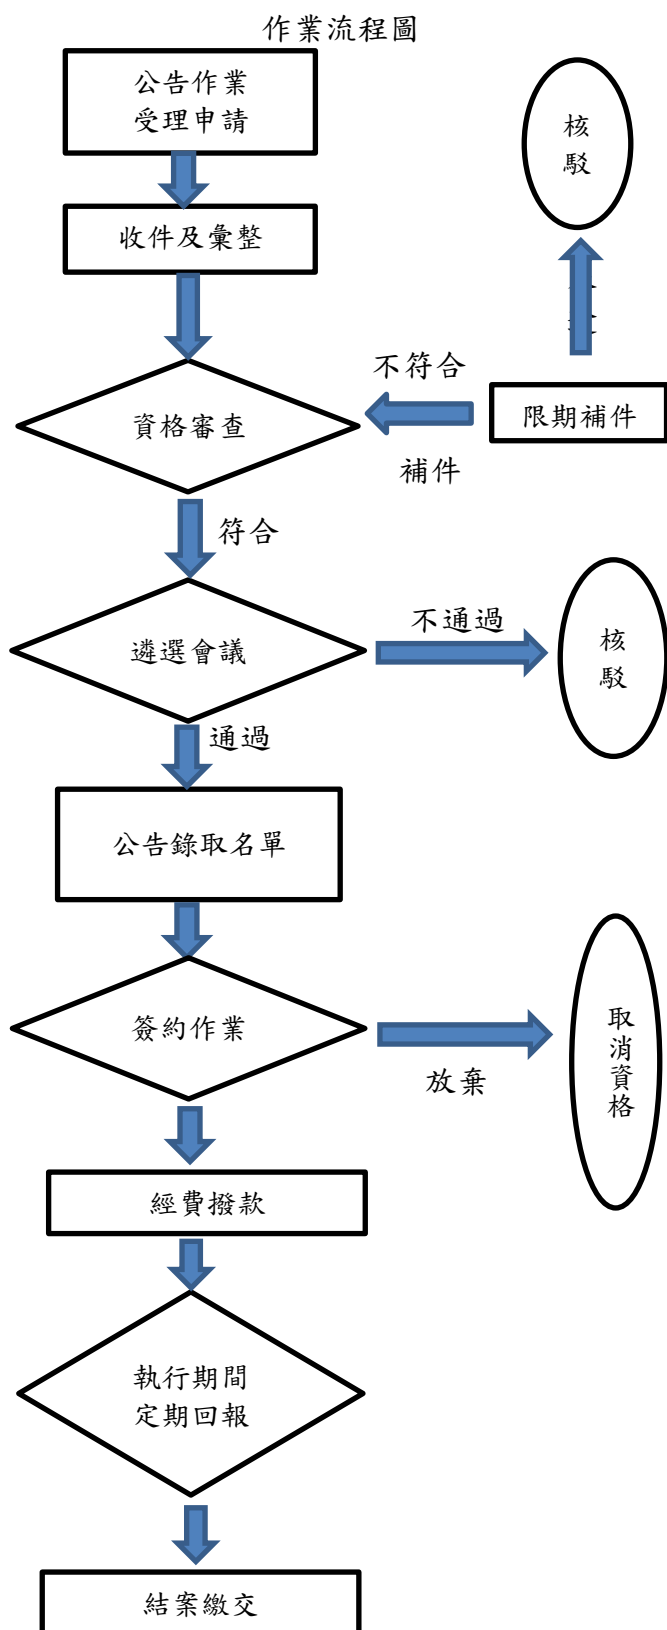 作業流程圖
公告作業
受理申請
核
駁
收件及彙整
不符合
資格審查
限期補件
補件
符合
遴選會議
不通過
核
駁
通過
公告錄取名單
簽約作業
放棄
取
消
資
格
經費撥款
執行期間
定期回報
結案繳交